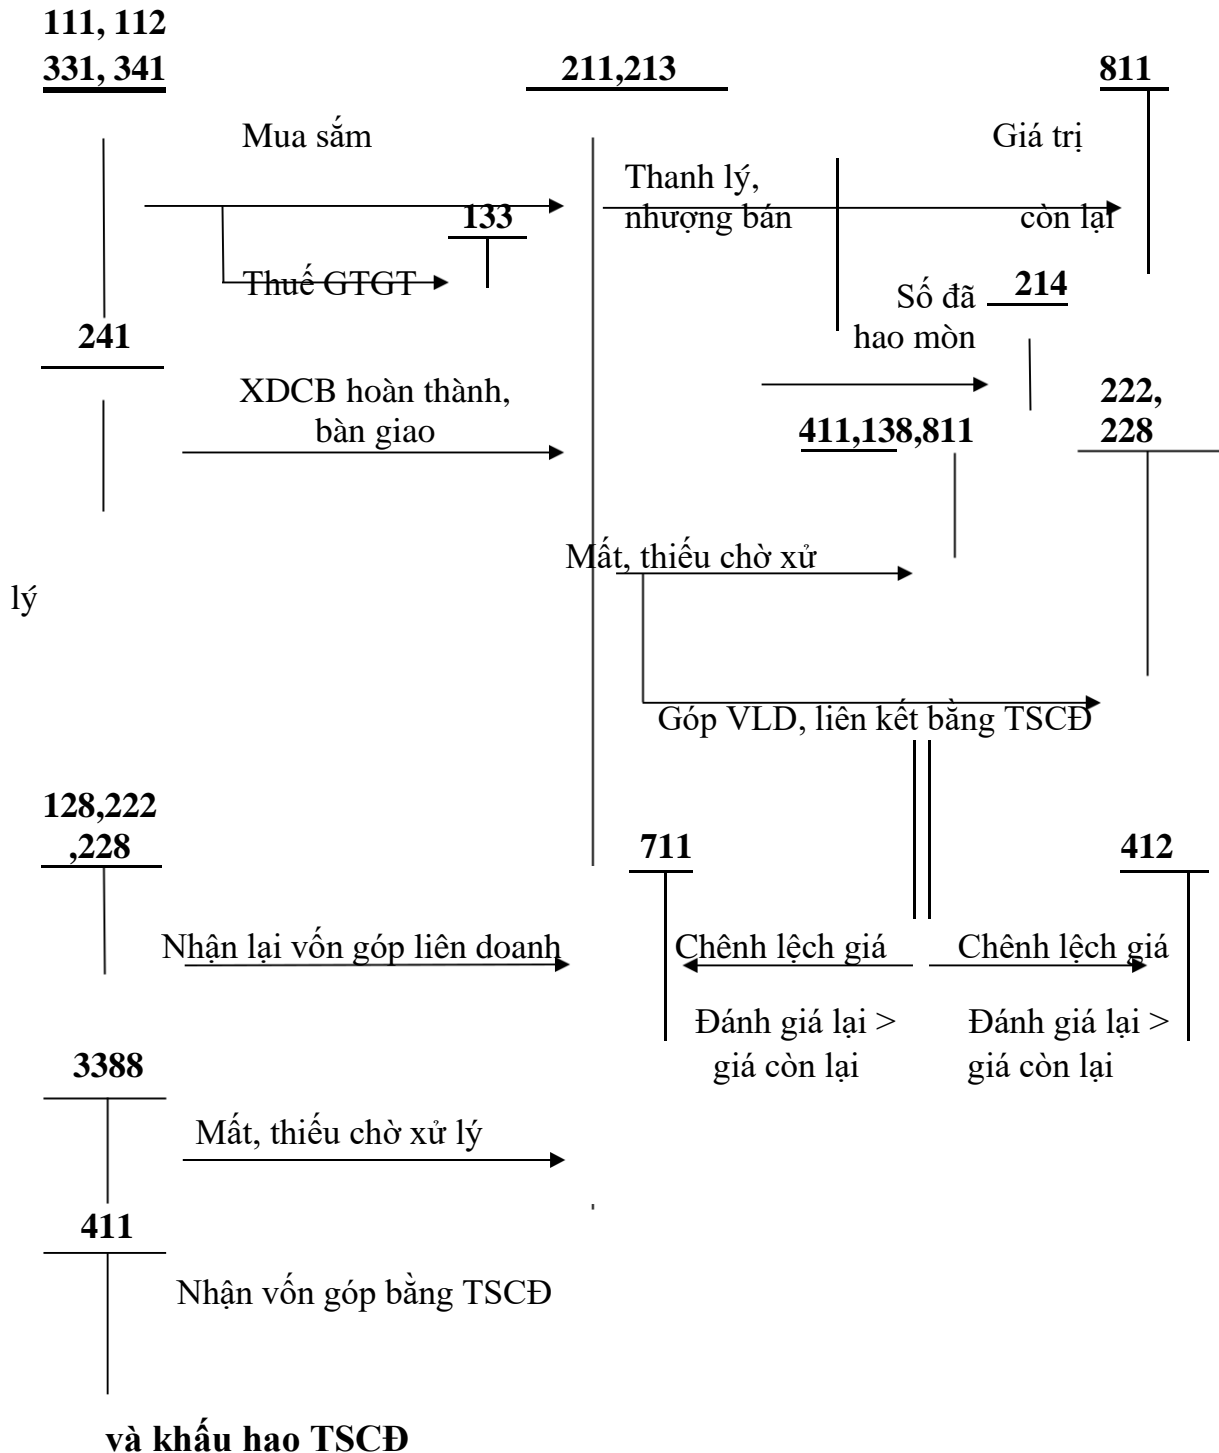 111, 112
331, 341
211,213
811
Mua sắm
Giá trị
Thanh lý,
nhượng bán
còn lại
133
Thuế GTGT
Số đã
hao mòn
214
241
XDCB hoàn thành,
bàn giao
411,138,811
222,
228
Mất, thiếu chờ xử
lý
Góp VLD, liên kết bằng TSCĐ
128,222
,228
711
412
Nhận lại vốn góp liên doanh
Chênh lệch giá
Chênh lệch giá
Đánh giá lại >
giá còn lại
Đánh giá lại >
giá còn lại
3388
Mất, thiếu chờ xử lý
411
Nhận vốn góp bằng TSCĐ
và khấu hao TSCĐ